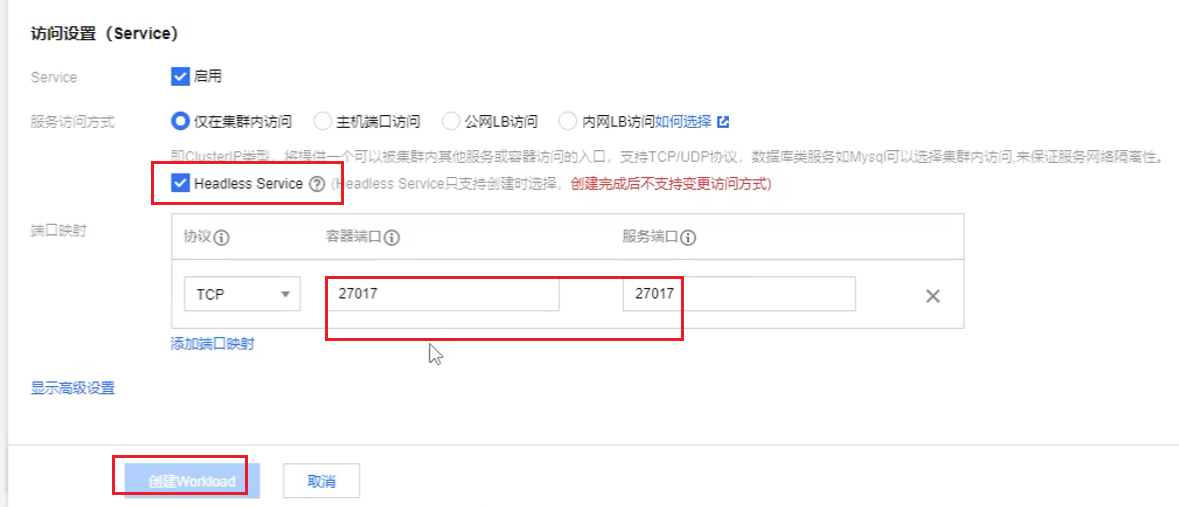 访问设置（Service）
Service 启用
服务访问方式 仅在集群内访问 主机端口访问 公网LB访问 内网LB访问如何选择
即ClusterIP类型，将提供一个可以被集群内其他服务或容器访问的入口，支持TCP/UDP协议，数据库类服务如Mysql可以选择集群内访问,来保证服务网络隔离性。
Headless Service (Headless Service只支持创建时选择，创建完成后不支持变更访问方式)
端口映射 协议 容器端口 服务端口
TCP 27017 27017
添加端口映射
显示高级设置
创建Workload 取消